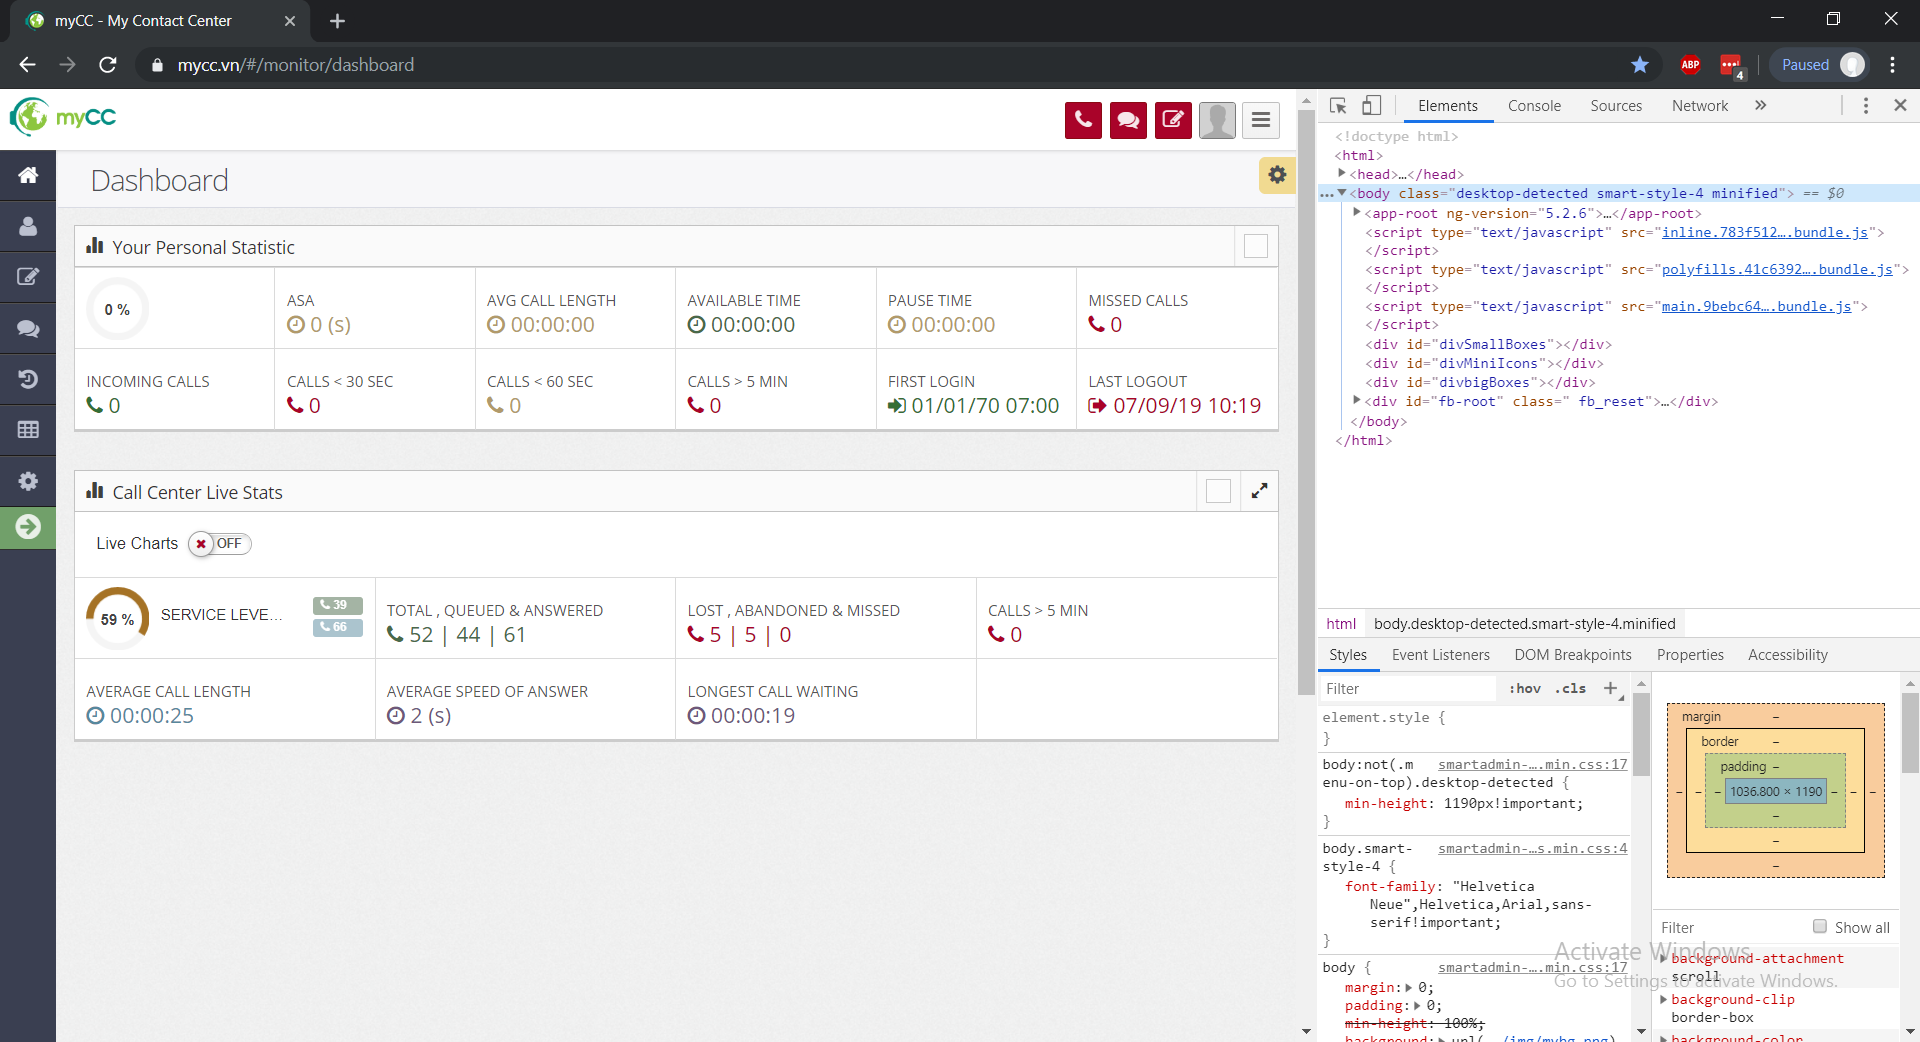 myCC - My Contact Center
mycc.vn/#/monitor/dashboard
ABP
4
Paused
myCC
Dashboard
Your Personal Statistic
0 %
ASA
0 (s)
AVG CALL LENGTH
00:00:00
AVAILABLE TIME
00:00:00
PAUSE TIME
00:00:00
MISSED CALLS
0
INCOMING CALLS
0
CALLS < 30 SEC
0
CALLS < 60 SEC
0
CALLS > 5 MIN
0
FIRST LOGIN
01/01/70 07:00
LAST LOGOUT
07/09/19 10:19
Call Center Live Stats
Live Charts
OFF
59 %
SERVICE LEVE...
39
66
TOTAL , QUEUED & ANSWERED
52 | 44 | 61
LOST , ABANDONED & MISSED
5 | 5 | 0
CALLS > 5 MIN
0
AVERAGE CALL LENGTH
00:00:25
AVERAGE SPEED OF ANSWER
2 (s)
LONGEST CALL WAITING
00:00:19
Elements Console Sources Network »
<!doctype html>
<html>
<head>…</head>
…<body class="desktop-detected smart-style-4 minified"> == $0
<app-root ng-version="5.2.6">…</app-root>
<script type="text/javascript" src="inline.783f512….bundle.js">
</script>
<script type="text/javascript" src="polyfills.41c6392….bundle.js">
</script>
<script type="text/javascript" src="main.9bebc64….bundle.js">
</script>
<div id="divSmallBoxes"></div>
<div id="divMiniIcons"></div>
<div id="divbigBoxes"></div>
<div id="fb-root" class=" fb_reset">…</div>
</body>
</html>
html body.desktop-detected.smart-style-4.minified
Styles Event Listeners DOM Breakpoints Properties Accessibility
Filter :hov .cls +
element.style {
}
body:not(.m smartadmin-….min.css:17
enu-on-top).desktop-detected {
min-height: 1190px!important;
}
body.smart- smartadmin-…s.min.css:4
style-4 {
font-family: "Helvetica
Neue",Helvetica,Arial,sans-
serif!important;
}
body { smartadmin-….min.css:17
margin: 0;
padding: 0;
min-height: 100%;
background: url(../img/mybg.png)
margin –
border –
padding –
– – – 1036.800 × 1190 – – –
–
–
–
Filter Show all
background-attachment
scroll
background-clip
border-box
background-color
Activate Windows
Go to Settings to activate Windows.